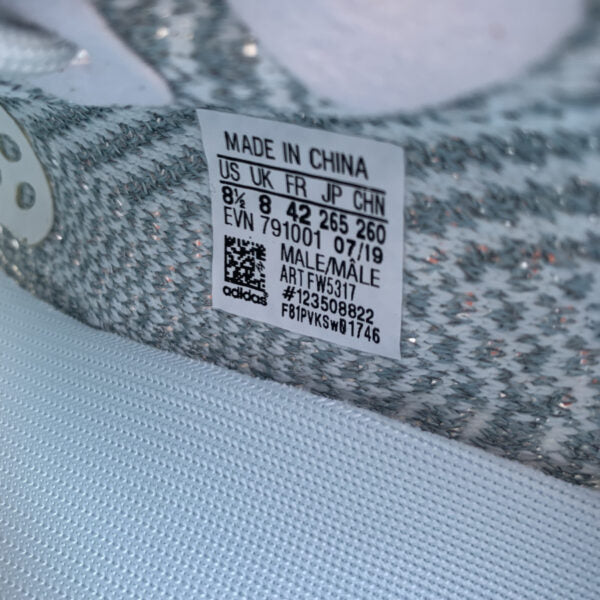 MADE IN CHINA
US UK FR JP CHN
8½ 8 42 265 260
EVN 791001 07/19
MALE/MÂLE
ART FW5317
#123508822
F81PVKSW01746
adidas